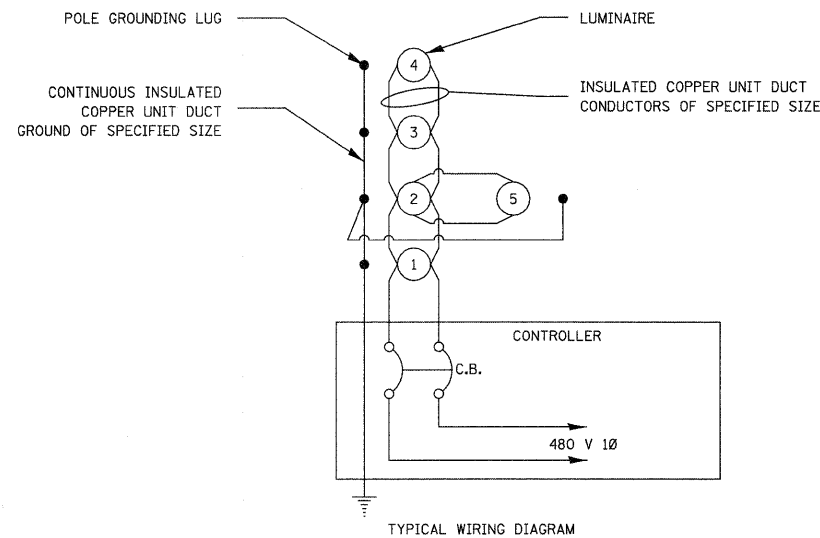 POLE GROUNDING LUG
LUMINAIRE
CONTINUOUS INSULATED
COPPER UNIT DUCT
GROUND OF SPECIFIED SIZE
INSULATED COPPER UNIT DUCT
CONDUCTORS OF SPECIFIED SIZE
4
3
2
5
1
CONTROLLER
C.B.
480 V 1Ø
TYPICAL WIRING DIAGRAM